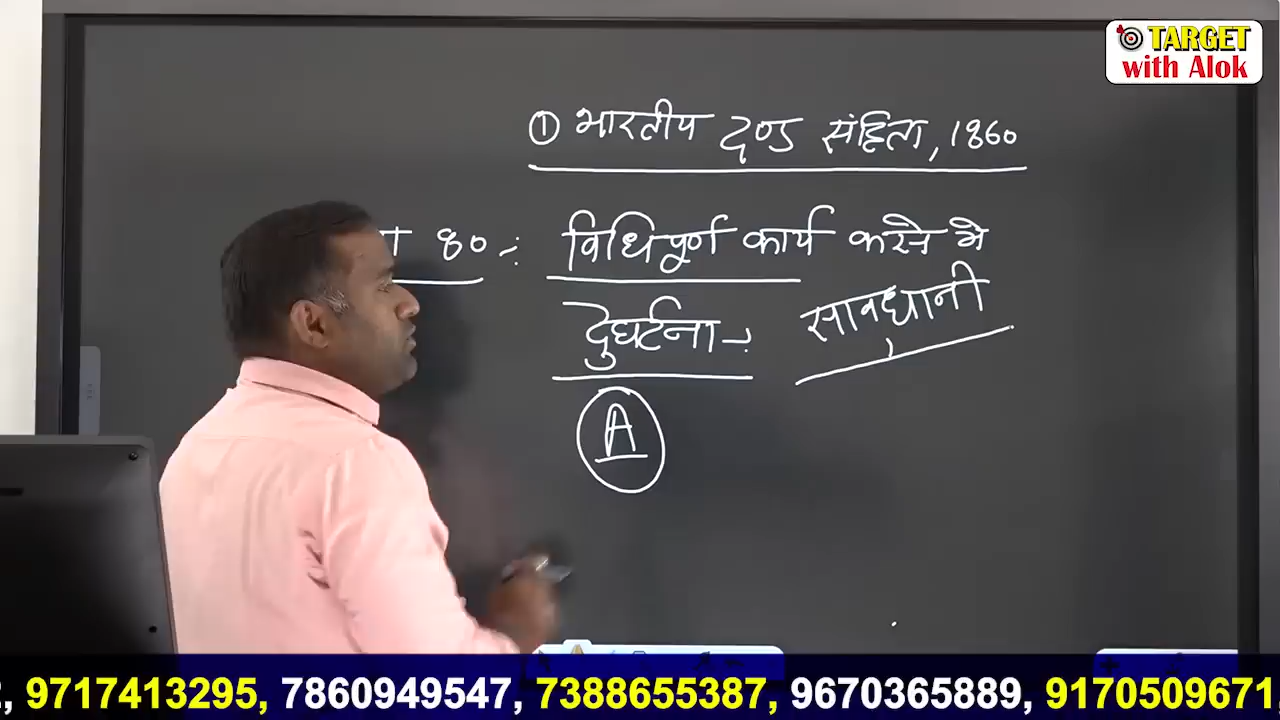 TARGET
with Alok
① भारतीय दण्ड संहिता, 1860
80 :-
विधिपूर्ण कार्य करने मे
दुर्घटना :-
सावधानी
A
9717413295, 7860949547, 7388655387, 9670365889, 9170509671,